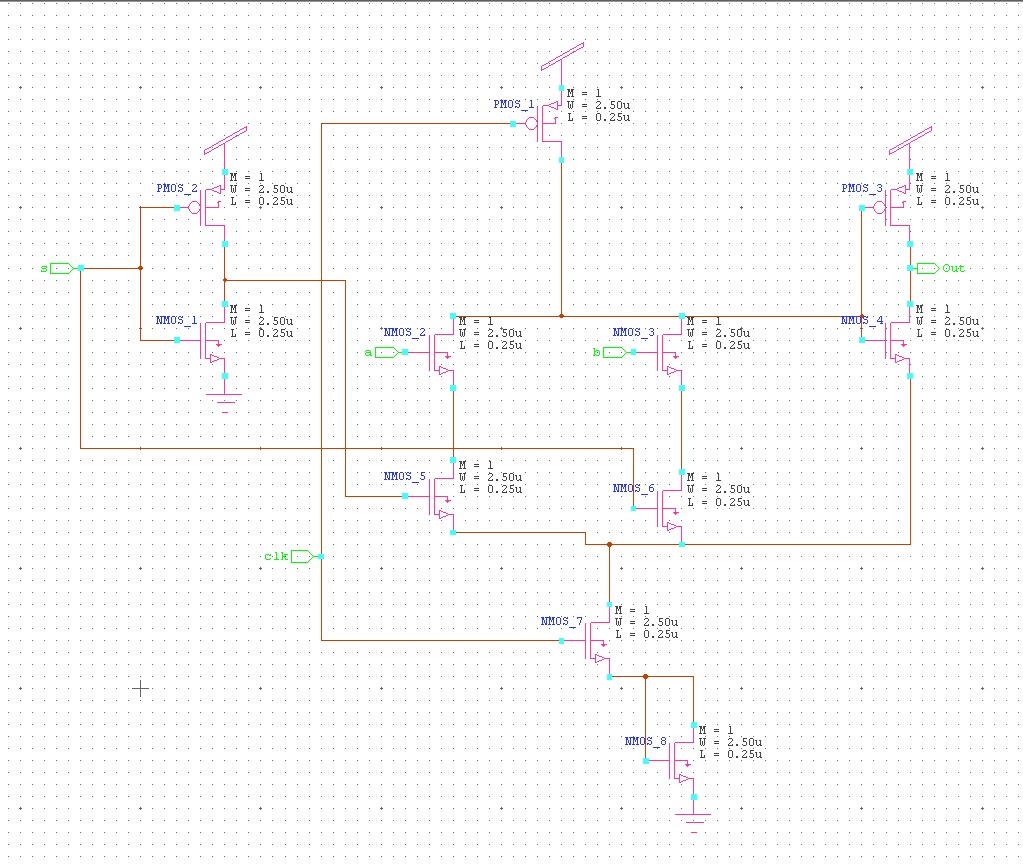 PMOS_1
M = 1
W = 2.50u
L = 0.25u
PMOS_2
M = 1
W = 2.50u
L = 0.25u
PMOS_3
M = 1
W = 2.50u
L = 0.25u
s
Out
NMOS_1
M = 1
W = 2.50u
L = 0.25u
NMOS_2
M = 1
W = 2.50u
L = 0.25u
a
NMOS_3
M = 1
W = 2.50u
L = 0.25u
b
NMOS_4
M = 1
W = 2.50u
L = 0.25u
NMOS_5
M = 1
W = 2.50u
L = 0.25u
NMOS_6
M = 1
W = 2.50u
L = 0.25u
clk
NMOS_7
M = 1
W = 2.50u
L = 0.25u
NMOS_8
M = 1
W = 2.50u
L = 0.25u